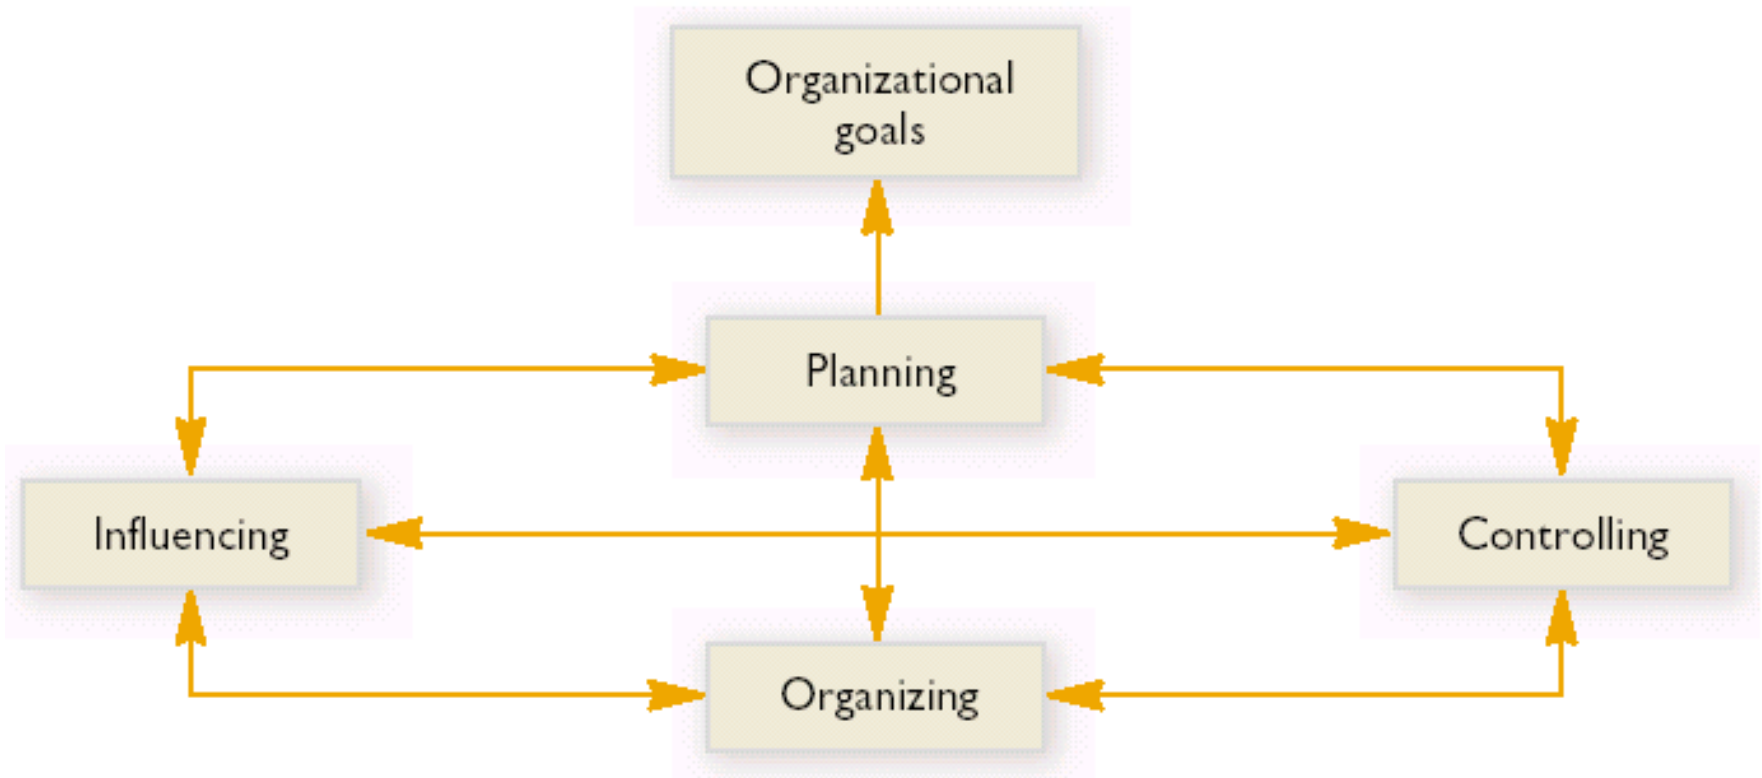 Organizational
goals
Planning
Influencing
Controlling
Organizing